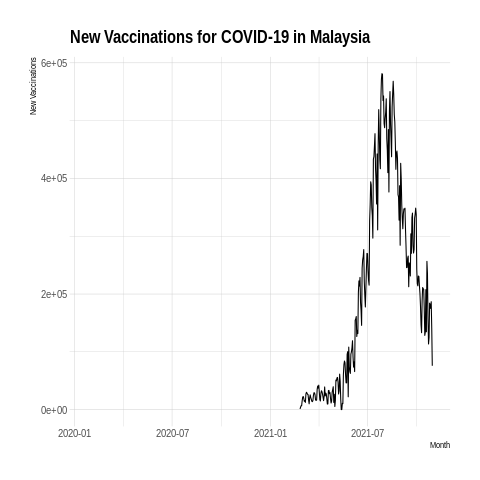 New Vaccinations for COVID-19 in Malaysia
New Vaccinations
6e+05
4e+05
2e+05
0e+00
2020-01 2020-07 2021-01 2021-07
Month